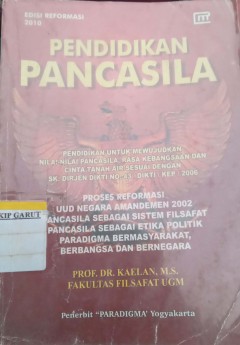 EDISI REFORMASI
2010
PENDIDIKAN
PANCASILA
PENDIDIKAN UNTUK MEWUJUDKAN
NILAI-NILAI PANCASILA, RASA KEBANGSAAN DAN
CINTA TANAH AIR SESUAI DENGAN
SK. DIRJEN DIKTI NO. DIKTI / KEP / 2006
PROSES REFORMASI
UUD NEGARA AMANDEMEN 2002
PANCASILA SEBAGAI SISTEM FILSAFAT
PANCASILA SEBAGAI ETIKA POLITIK
PARADIGMA BERMASYARAKAT,
BERBANGSA DAN BERNEGARA
KIP GARUT
PROF. DR. KAELAN, M.S.
FAKULTAS FILSAFAT UGM
Penerbit "PARADIGMA" Yogyakarta